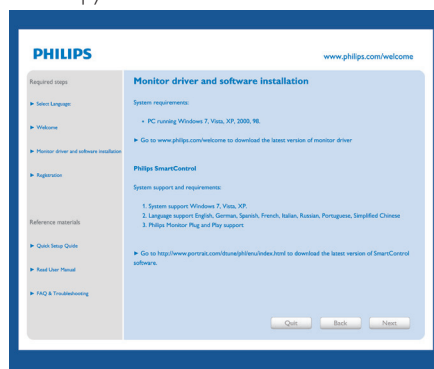 PHILIPS
www.philips.com/welcome
Required steps
► Select Language
► Welcome
► Monitor driver and software installation
► Registration
Reference materials
► Quick Setup Guide
► Read User Manual
► FAQ & Troubleshooting
Monitor driver and software installation
System requirements:
• PC running Windows 7, Vista, XP, 2000, 98.
► Go to www.philips.com/welcome to download the latest version of monitor driver
Philips SmartControl
System support and requirements:
1. System support Windows 7, Vista, XP.
2. Language support English, German, Spanish, French, Italian, Russian, Portuguese, Simplified Chinese
3. Philips Monitor Plug and Play support
► Go to http://www.portrait.com/dtune/phl/enu/index.html to download the latest version of SmartControl
software.
Quit
Back
Next